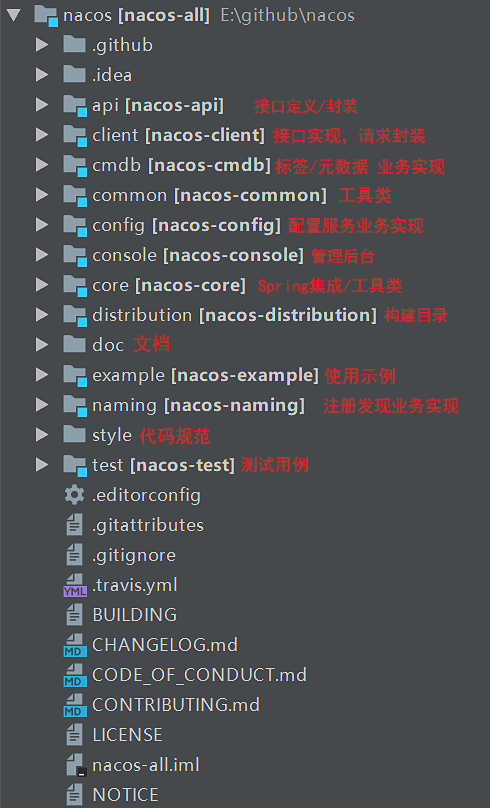 nacos [nacos-all] E:\github\nacos
.github
.idea
api [nacos-api] 接口定义/封装
client [nacos-client] 接口实现，请求封装
cmdb [nacos-cmdb] 标签/元数据 业务实现
common [nacos-common] 工具类
config [nacos-config] 配置服务业务实现
console [nacos-console] 管理后台
core [nacos-core] Spring集成/工具类
distribution [nacos-distribution] 构建目录
doc 文档
example [nacos-example] 使用示例
naming [nacos-naming] 注册发现业务实现
style 代码规范
test [nacos-test] 测试用例
.editorconfig
.gitattributes
.gitignore
YML .travis.yml
BUILDING
MD CHANGELOG.md
MD CODE_OF_CONDUCT.md
MD CONTRIBUTING.md
LICENSE
nacos-all.iml
NOTICE